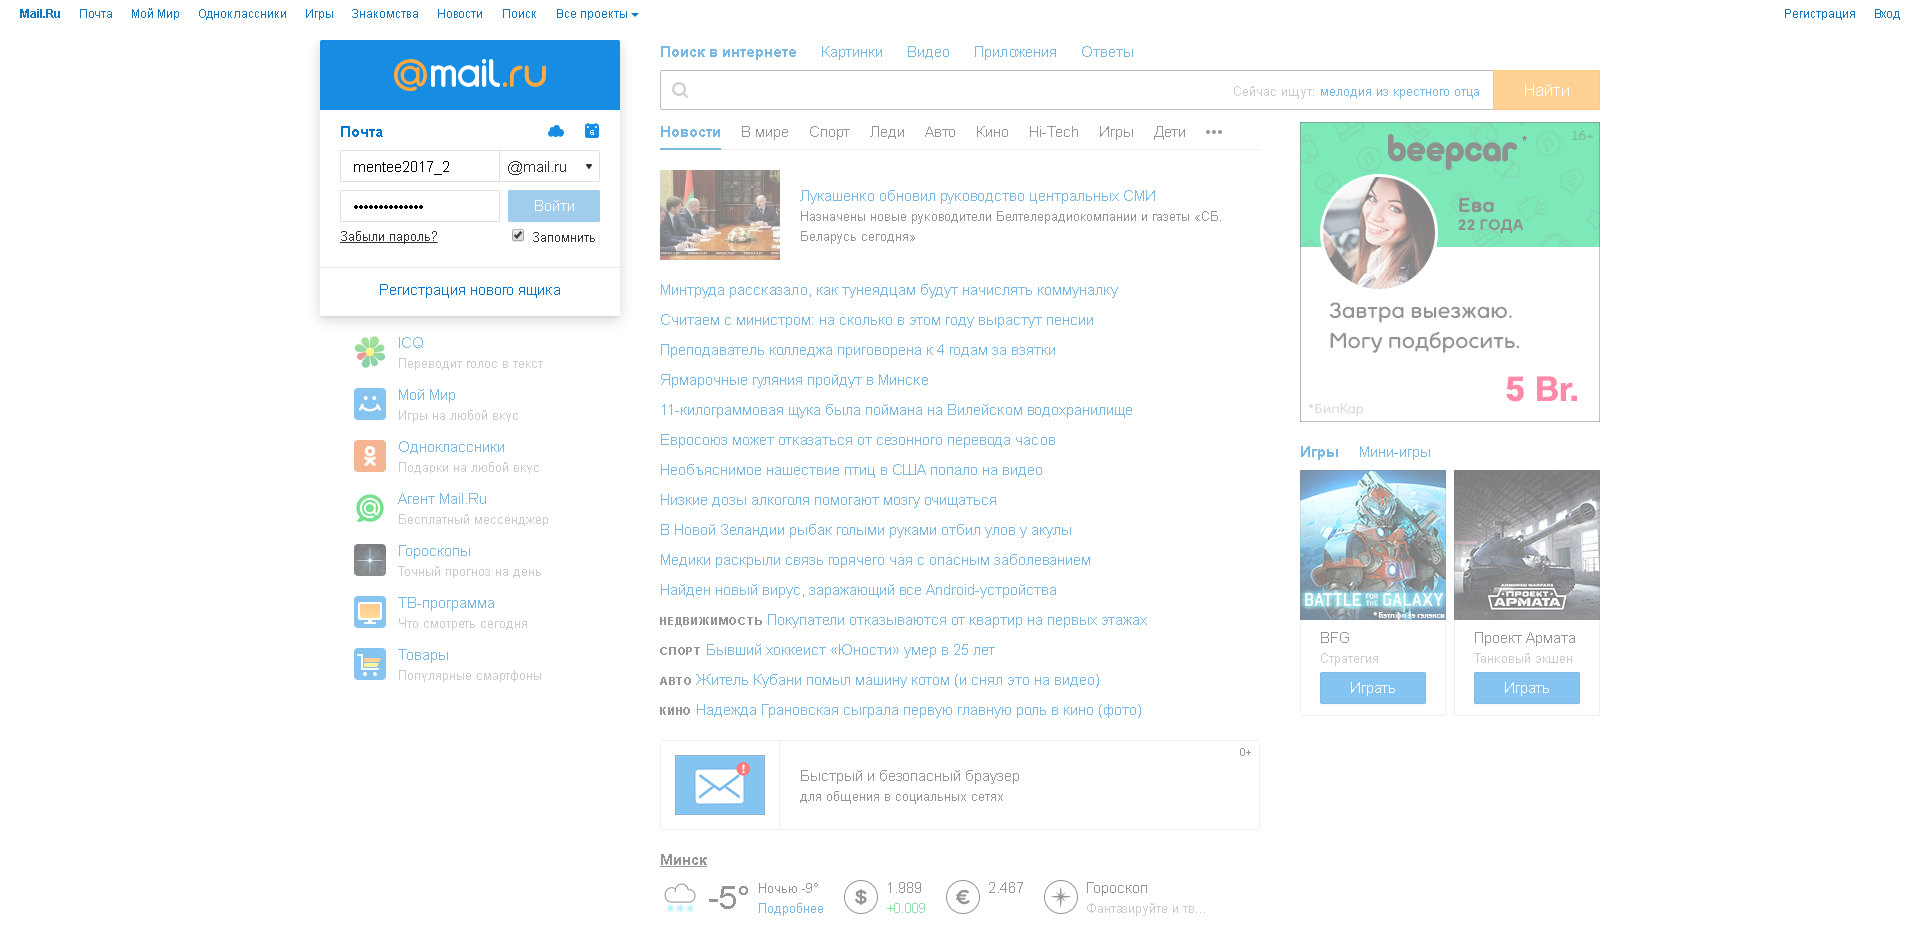 Mail.Ru Почта Мой Мир Одноклассники Игры Знакомства Новости Поиск Все проекты Регистрация Вход
@mail.ru
Почта
6
mentee2017_2 @mail.ru
Войти
Забыли пароль? Запомнить
Регистрация нового ящика
ICQ
Переводит голос в текст
Мой Мир
Игры на любой вкус
Одноклассники
Подарки на любой вкус
Агент Mail.Ru
Бесплатный мессенджер
Гороскопы
Точный прогноз на день
ТВ-программа
Что смотреть сегодня
Товары
Популярные смартфоны
Поиск в интернете Картинки Видео Приложения Ответы
Сейчас ищут: мелодия из крестного отца Найти
Новости В мире Спорт Леди Авто Кино Hi-Tech Игры Дети •••
Лукашенко обновил руководство центральных СМИ
Назначены новые руководители Белтелерадиокомпании и газеты «СБ.
Беларусь сегодня»
Минтруда рассказало, как тунеядцам будут начислять коммуналку
Считаем с министром: на сколько в этом году вырастут пенсии
Преподаватель колледжа приговорена к 4 годам за взятки
Ярмарочные гуляния пройдут в Минске
11-килограммовая щука была поймана на Вилейском водохранилище
Евросоюз может отказаться от сезонного перевода часов
Необъяснимое нашествие птиц в США попало на видео
Низкие дозы алкоголя помогают мозгу очищаться
В Новой Зеландии рыбак голыми руками отбил улов у акулы
Медики раскрыли связь горячего чая с опасным заболеванием
Найден новый вирус, заражающий все Android-устройства
НЕДВИЖИМОСТЬ Покупатели отказываются от квартир на первых этажах
СПОРТ Бывший хоккеист «Юности» умер в 25 лет
АВТО Житель Кубани помыл машину котом (и снял это на видео)
КИНО Надежда Грановская сыграла первую главную роль в кино (фото)
0+
Быстрый и безопасный браузер
для общения в социальных сетях
Минск
-5° Ночью -9°
Подробнее
$ 1.989
+0.009
€ 2.467
Гороскоп
Фантазируйте и тв...
16+
beepcar*
Ева
22 ГОДА
Завтра выезжаю.
Могу подбросить.
5 Br.
*БипКар
Игры Мини-игры
BATTLE FOR THE GALAXY
*Бэтл фо зэ гэлэкси
BFG
Стратегия
Играть
ARMORED WARFARE
ПРОЕКТ
АРМАТА
Проект Армата
Танковый экшен
Играть